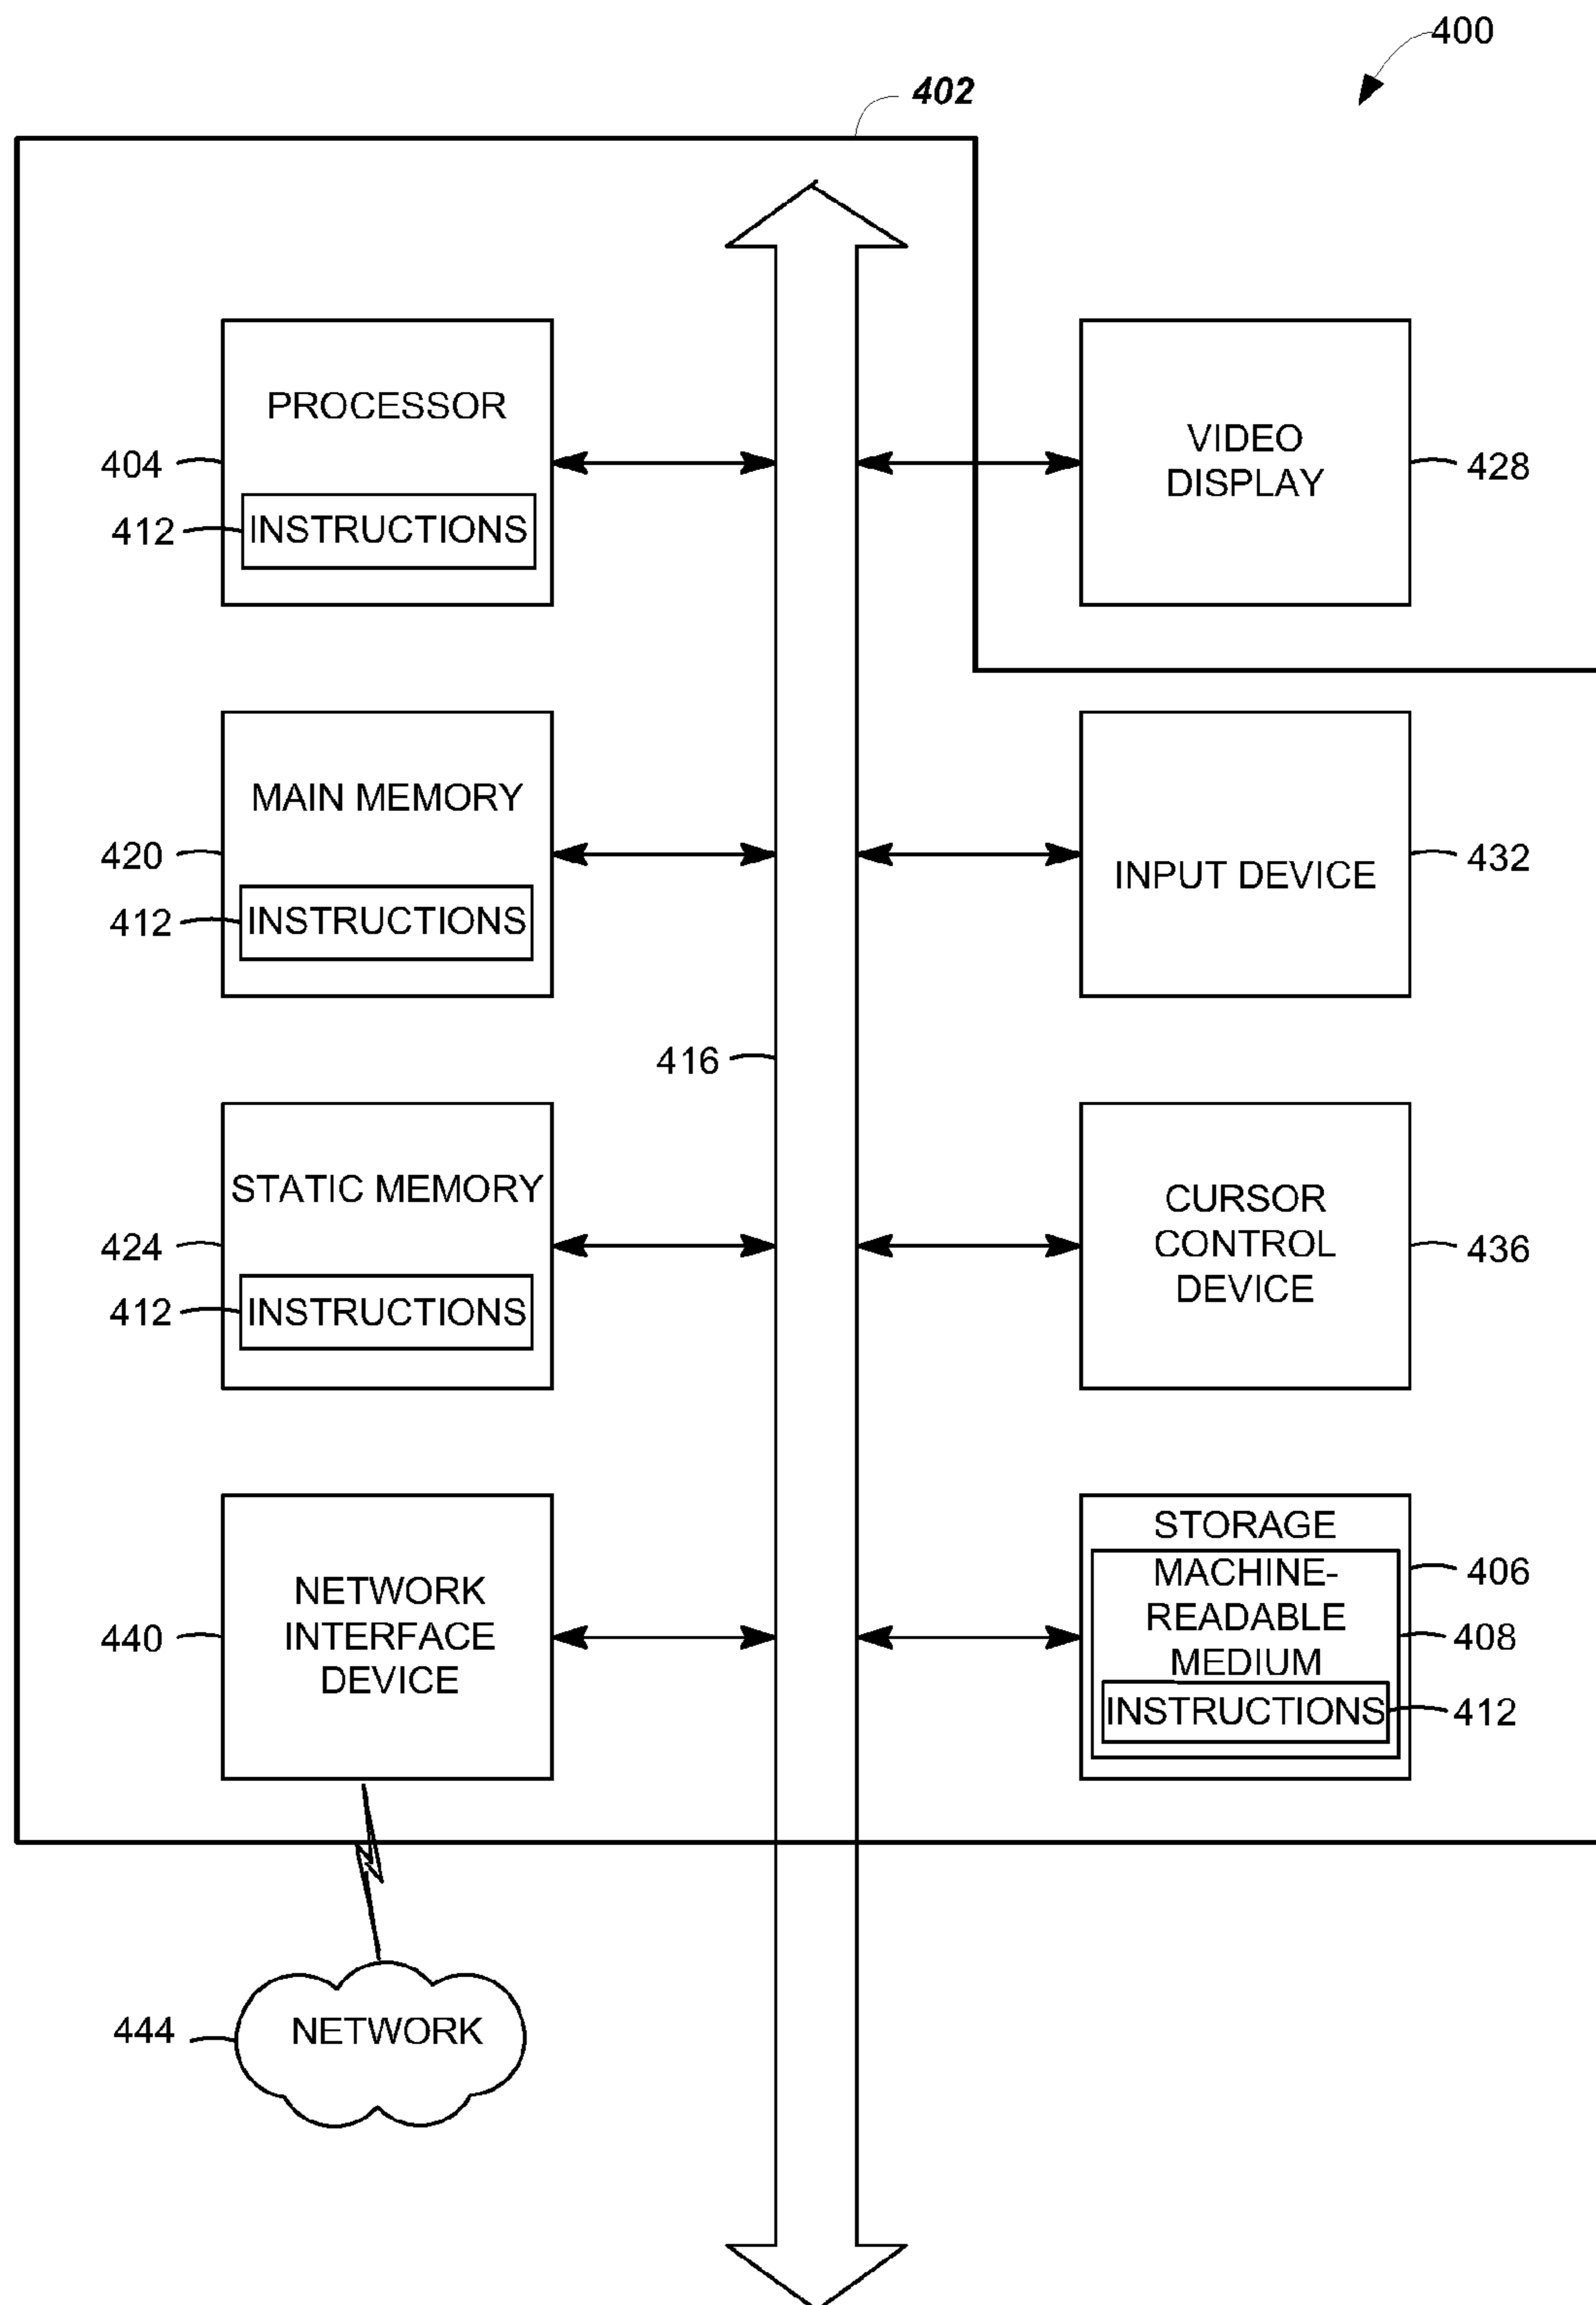 400
402
PROCESSOR
404
412
INSTRUCTIONS
VIDEO
DISPLAY
428
MAIN MEMORY
420
412
INSTRUCTIONS
INPUT DEVICE
432
416
STATIC MEMORY
424
412
INSTRUCTIONS
CURSOR
CONTROL
DEVICE
436
NETWORK
INTERFACE
DEVICE
440
STORAGE
406
MACHINE-
READABLE
MEDIUM
408
INSTRUCTIONS
412
444
NETWORK